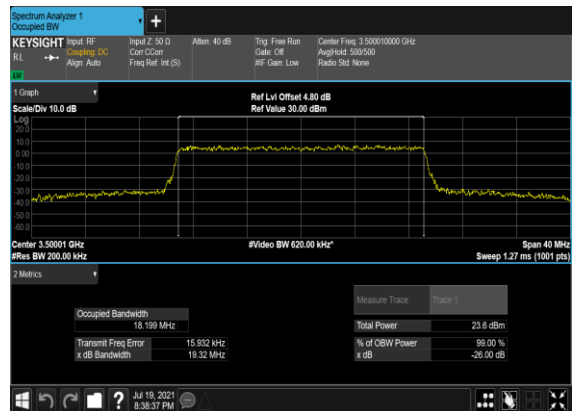 Spectrum Analyzer 1
Occupied BW
+
KEYSIGHT Input: RF Input Z: 50 Ω Atten: 40 dB Trig: Free Run Center Freq: 3.500010000 GHz
RL Coupling: DC Corr CCorr Gate: Off Avg|Hold: 500/500
Align: Auto Freq Ref: Int (S) #IF Gain: Low Radio Std: None
1 Graph Ref Lvl Offset 4.80 dB
Scale/Div 10.0 dB Ref Value 30.00 dBm
Log
20.0
10.0
0.00
-10.0
-20.0
-30.0
-40.0
-50.0
-60.0
Center 3.50001 GHz #Video BW 620.00 kHz* Span 40 MHz
#Res BW 200.00 kHz Sweep 1.27 ms (1001 pts)
2 Metrics
Measure Trace Trace 1
Occupied Bandwidth
18.199 MHz Total Power 23.6 dBm
Transmit Freq Error 15.932 kHz % of OBW Power 99.00 %
x dB Bandwidth 19.32 MHz x dB -26.00 dB
? Jul 19, 2021
8:38:37 PM